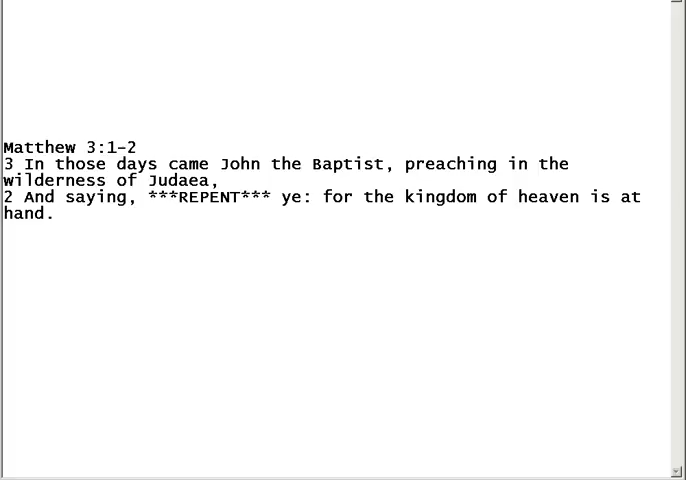 Matthew 3:1-2
3 In those days came John the Baptist, preaching in the
wilderness of Judaea,
2 And saying, ***REPENT*** ye: for the kingdom of heaven is at
hand.